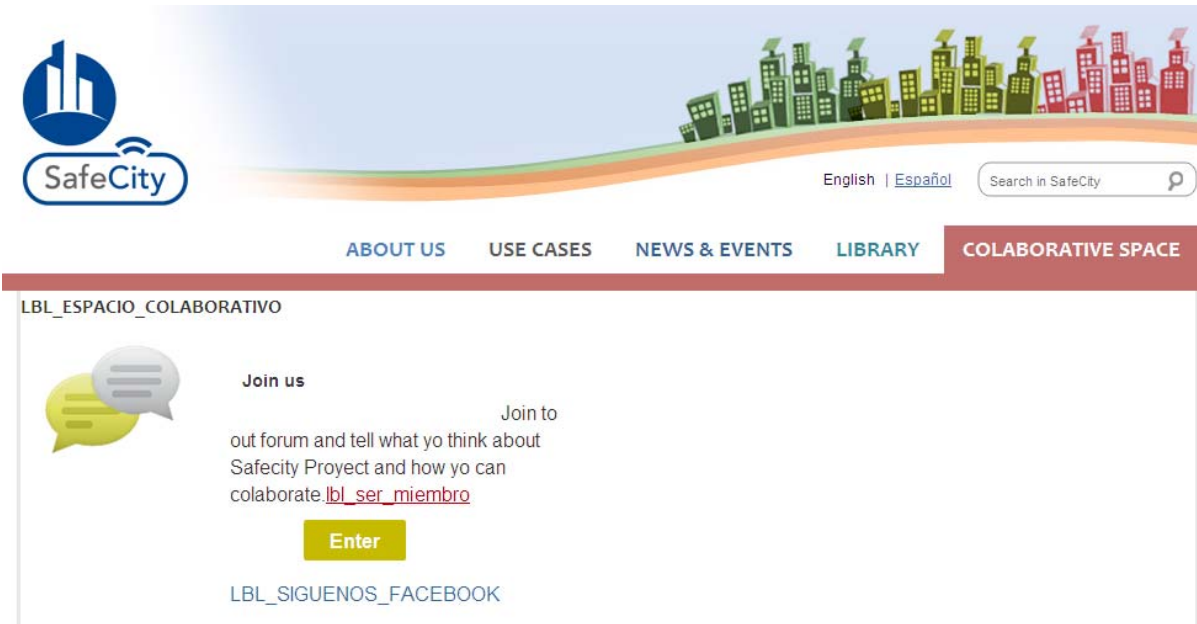 SafeCity
English | Español
Search in SafeCity
ABOUT US USE CASES NEWS & EVENTS LIBRARY COLABORATIVE SPACE
LBL_ESPACIO_COLABORATIVO
Join us
Join to
out forum and tell what yo think about
Safecity Proyect and how yo can
colaborate.lbl_ser_miembro
Enter
LBL_SIGUENOS_FACEBOOK